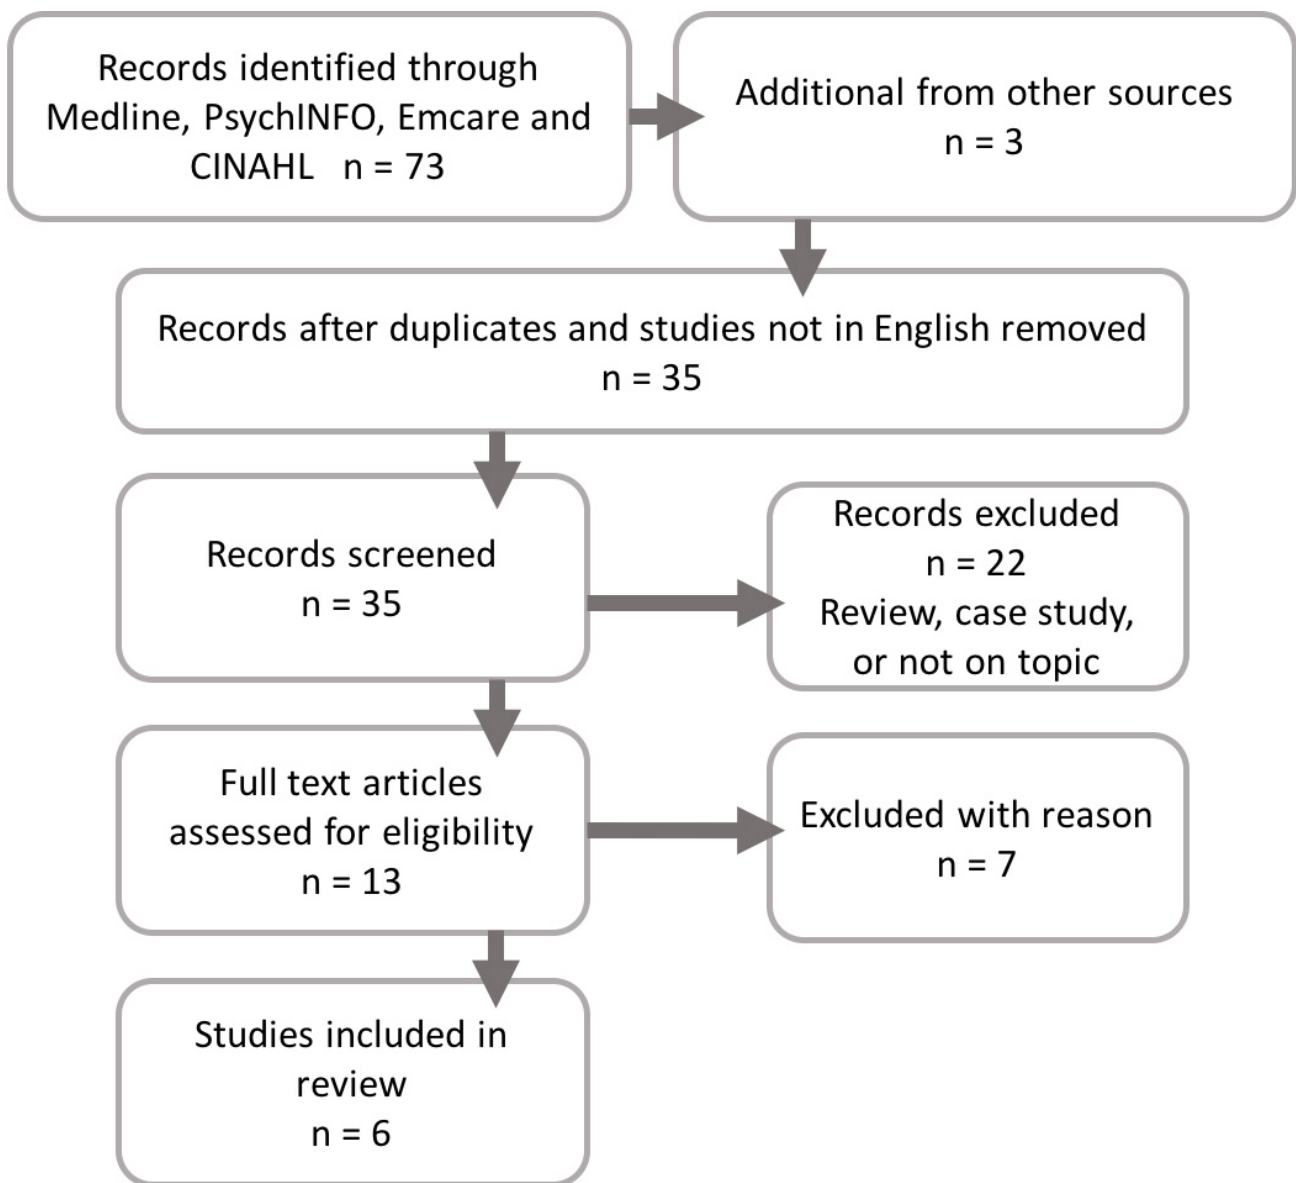 Records identified through
Medline, PsychINFO, Emcare and
CINAHL n = 73
Additional from other sources
n = 3
Records after duplicates and studies not in English removed
n = 35
Records screened
n = 35
Records excluded
n = 22
Review, case study,
or not on topic
Full text articles
assessed for eligibility
n = 13
Excluded with reason
n = 7
Studies included in
review
n = 6